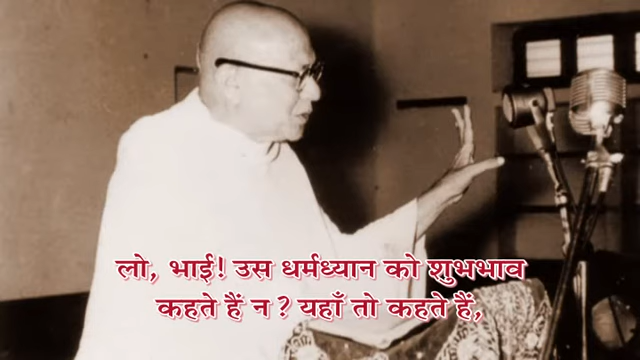 लो, भाई! उस धर्मध्यान को शुभभाव
कहते हैं न? यहाँ तो कहते हैं,